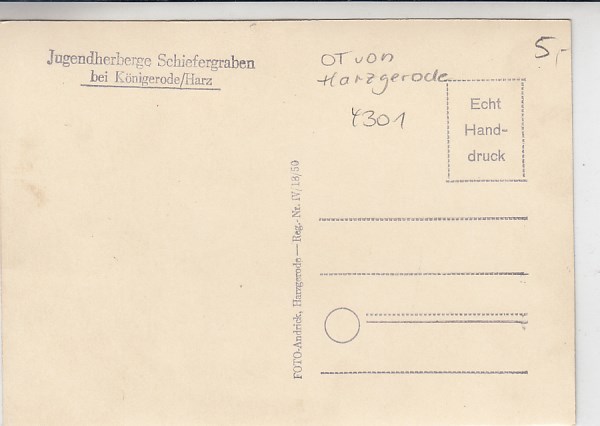 Jugendherberge Schiefergraben
bei Königerode/Harz
OT von
Harzgerode
4301
5,-
Echt
Hand-
druck
FOTO-Andrick, Harzgerode — Reg.-Nr. IV/18/50